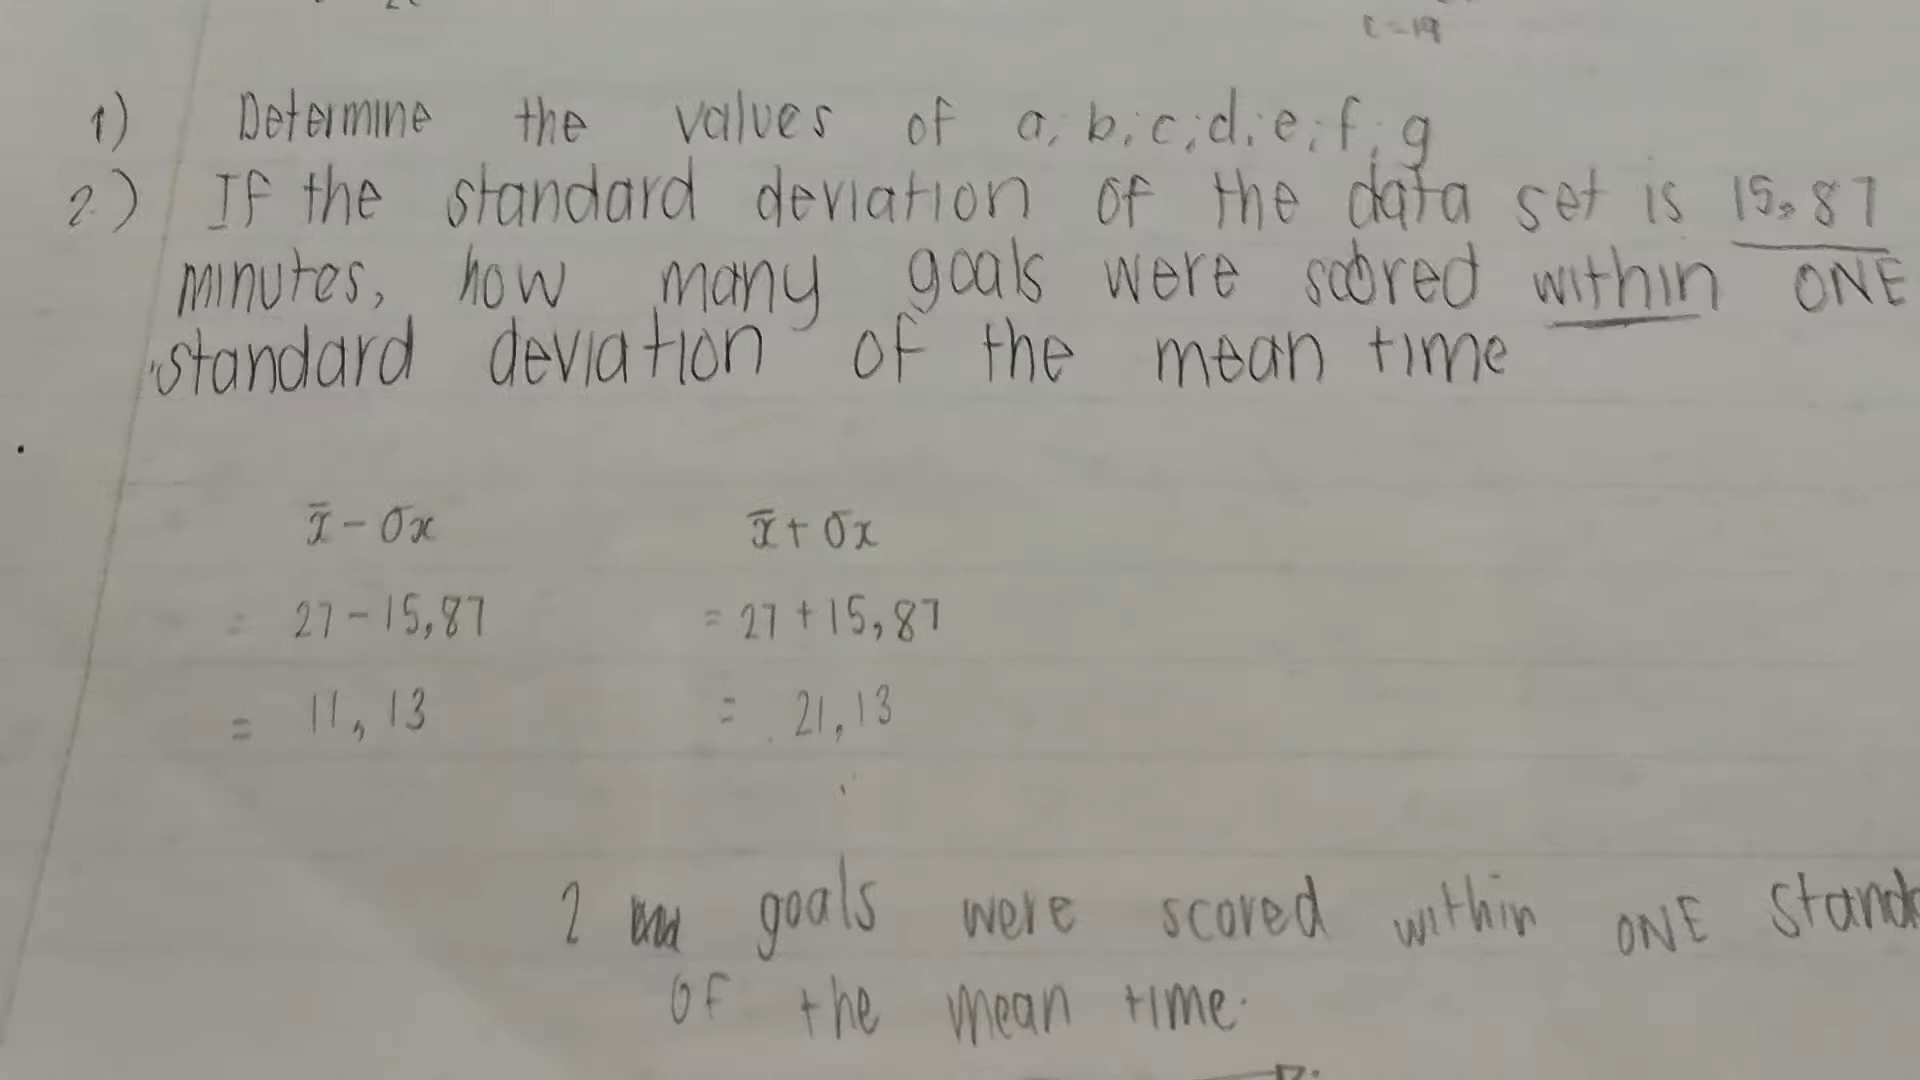 c = 19
1) Determine the values of a; b; c; d; e; f; g
2.) If the standard deviation of the data set is 15,87
minutes, how many goals were scored within ONE
standard deviation of the mean time
x̄ - σx x̄ + σx
= 27 - 15,87 = 27 + 15,87
= 11,13 = 21,13
2 goals were scored within ONE stand
of the mean time.